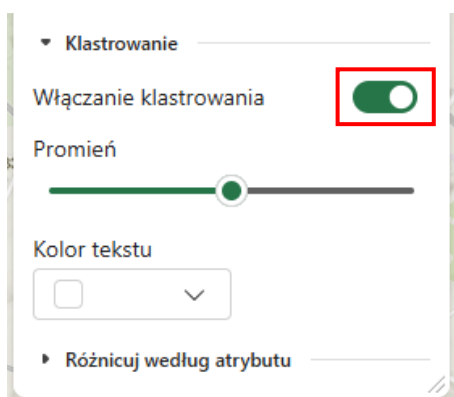 Klastrowanie
Włączanie klastrowania
Promień
Kolor tekstu
Różnicuj według atrybutu